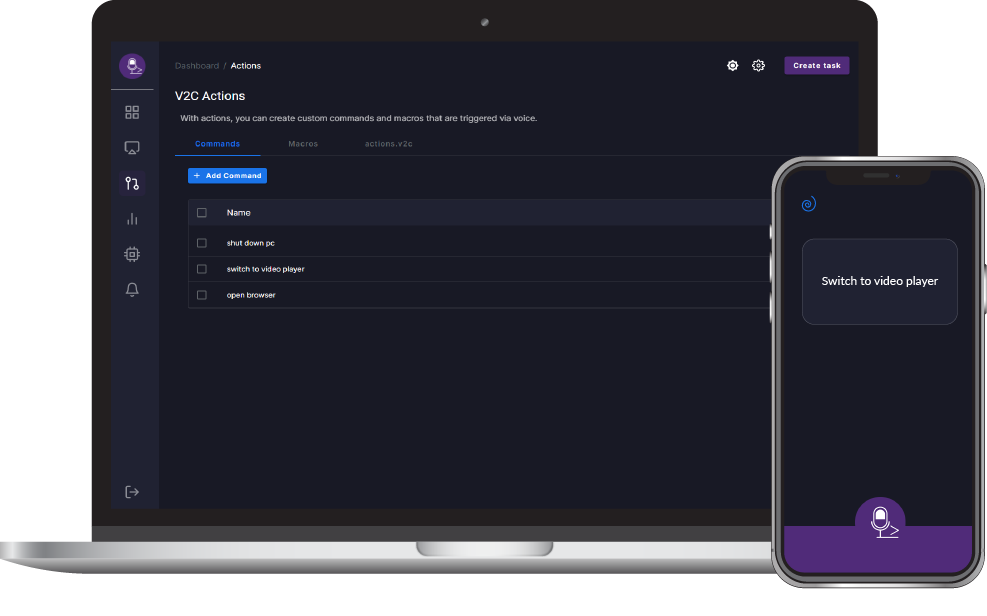 Dashboard / Actions
Create task
V2C Actions
With actions, you can create custom commands and macros that are triggered via voice.
Commands Macros actions.v2c
+ Add Command
Name
shut down pc
switch to video player
open browser
Switch to video player